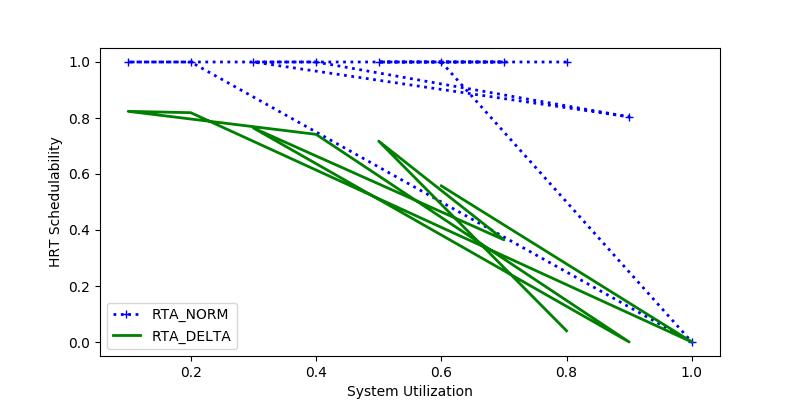 1.0
0.8
0.6
0.4
0.2
0.0
HRT Schedulability
RTA_NORM
RTA_DELTA
0.2 0.4 0.6 0.8 1.0
System Utilization